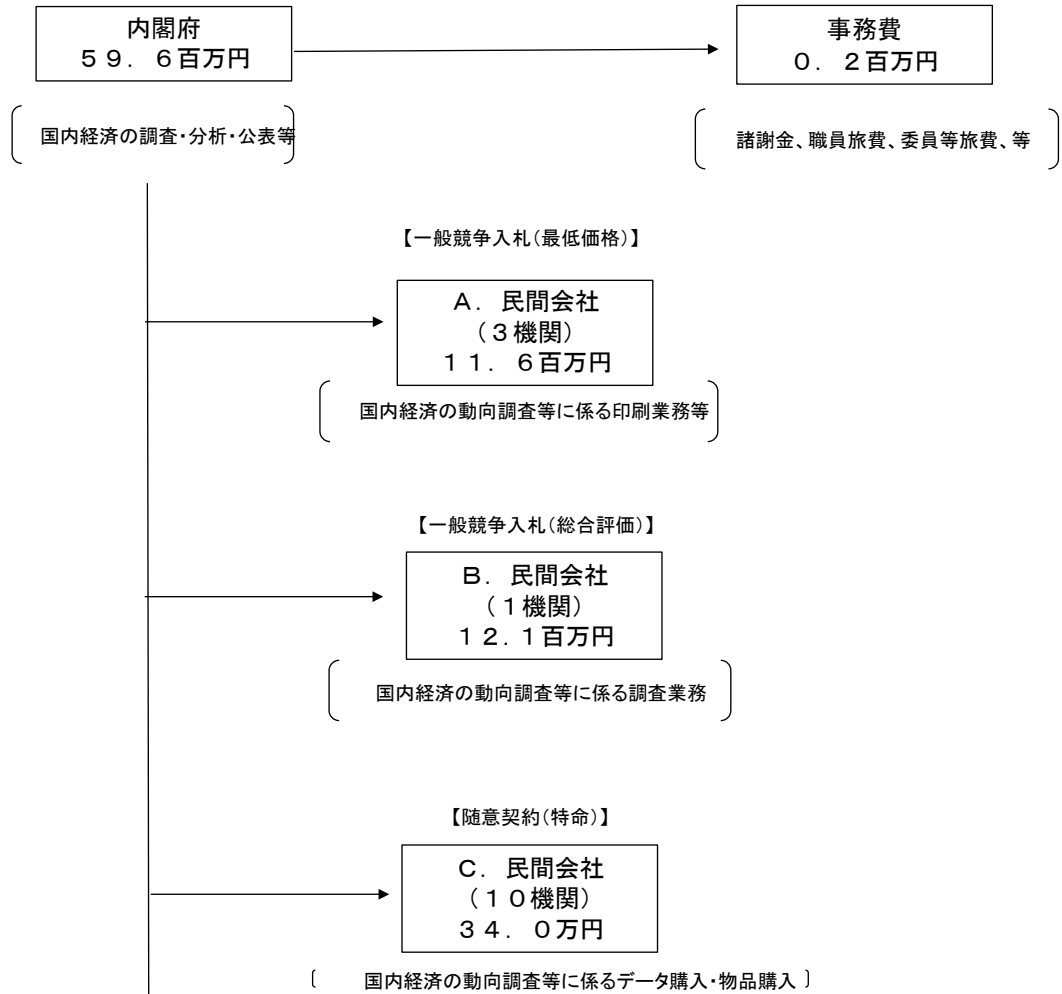 内閣府
５９．６百万円
事務費
０．２百万円
国内経済の調査・分析・公表等
諸謝金、職員旅費、委員等旅費、等
【一般競争入札（最低価格）】
Ａ．民間会社
（３機関）
１１．６百万円
国内経済の動向調査等に係る印刷業務等
【一般競争入札（総合評価）】
Ｂ．民間会社
（１機関）
１２．１百万円
国内経済の動向調査等に係る調査業務
【随意契約（特命）】
Ｃ．民間会社
（１０機関）
３４．０万円
国内経済の動向調査等に係るデータ購入・物品購入